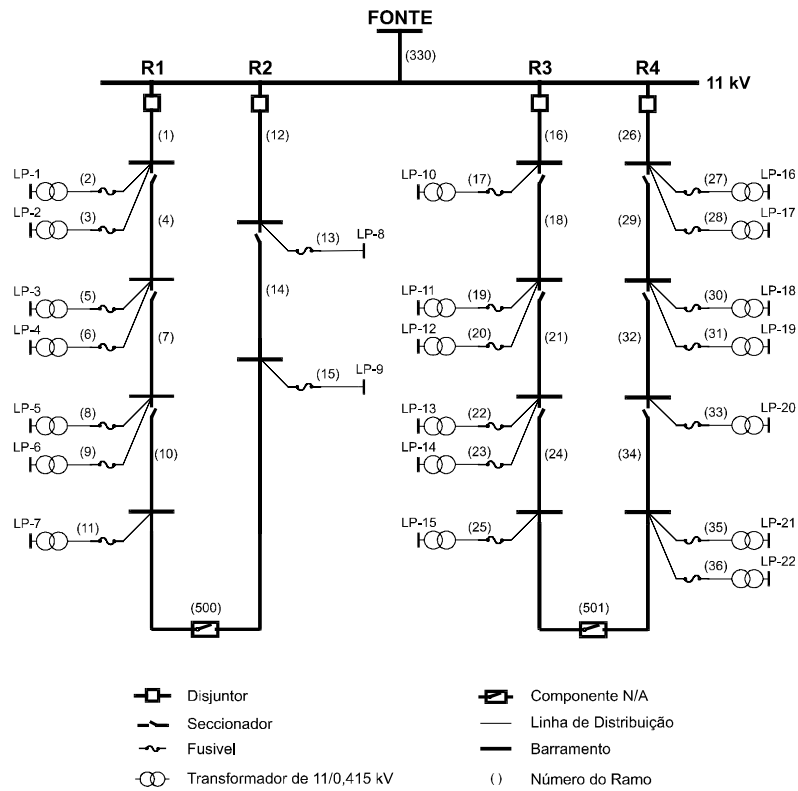 FONTE
(330)
R1 R2 R3 R4
11 kV
(1) (12) (16) (26)
LP-1 (2) LP-10 (17) (27) LP-16
LP-2 (3) (28) LP-17
(4) (18) (29)
(13) LP-8
(14)
LP-3 (5) LP-11 (19) (30) LP-18
LP-4 (6) LP-12 (20) (31) LP-19
(7) (21) (32)
(15) LP-9
LP-5 (8) LP-13 (22) (33) LP-20
LP-6 (9) LP-14 (23)
(10) (24) (34)
LP-7 (11) LP-15 (25) (35) LP-21
(36) LP-22
(500) (501)
Disjuntor
Seccionador
Fusivel
Transformador de 11/0,415 kV
Componente N/A
Linha de Distribuição
Barramento
( ) Número do Ramo